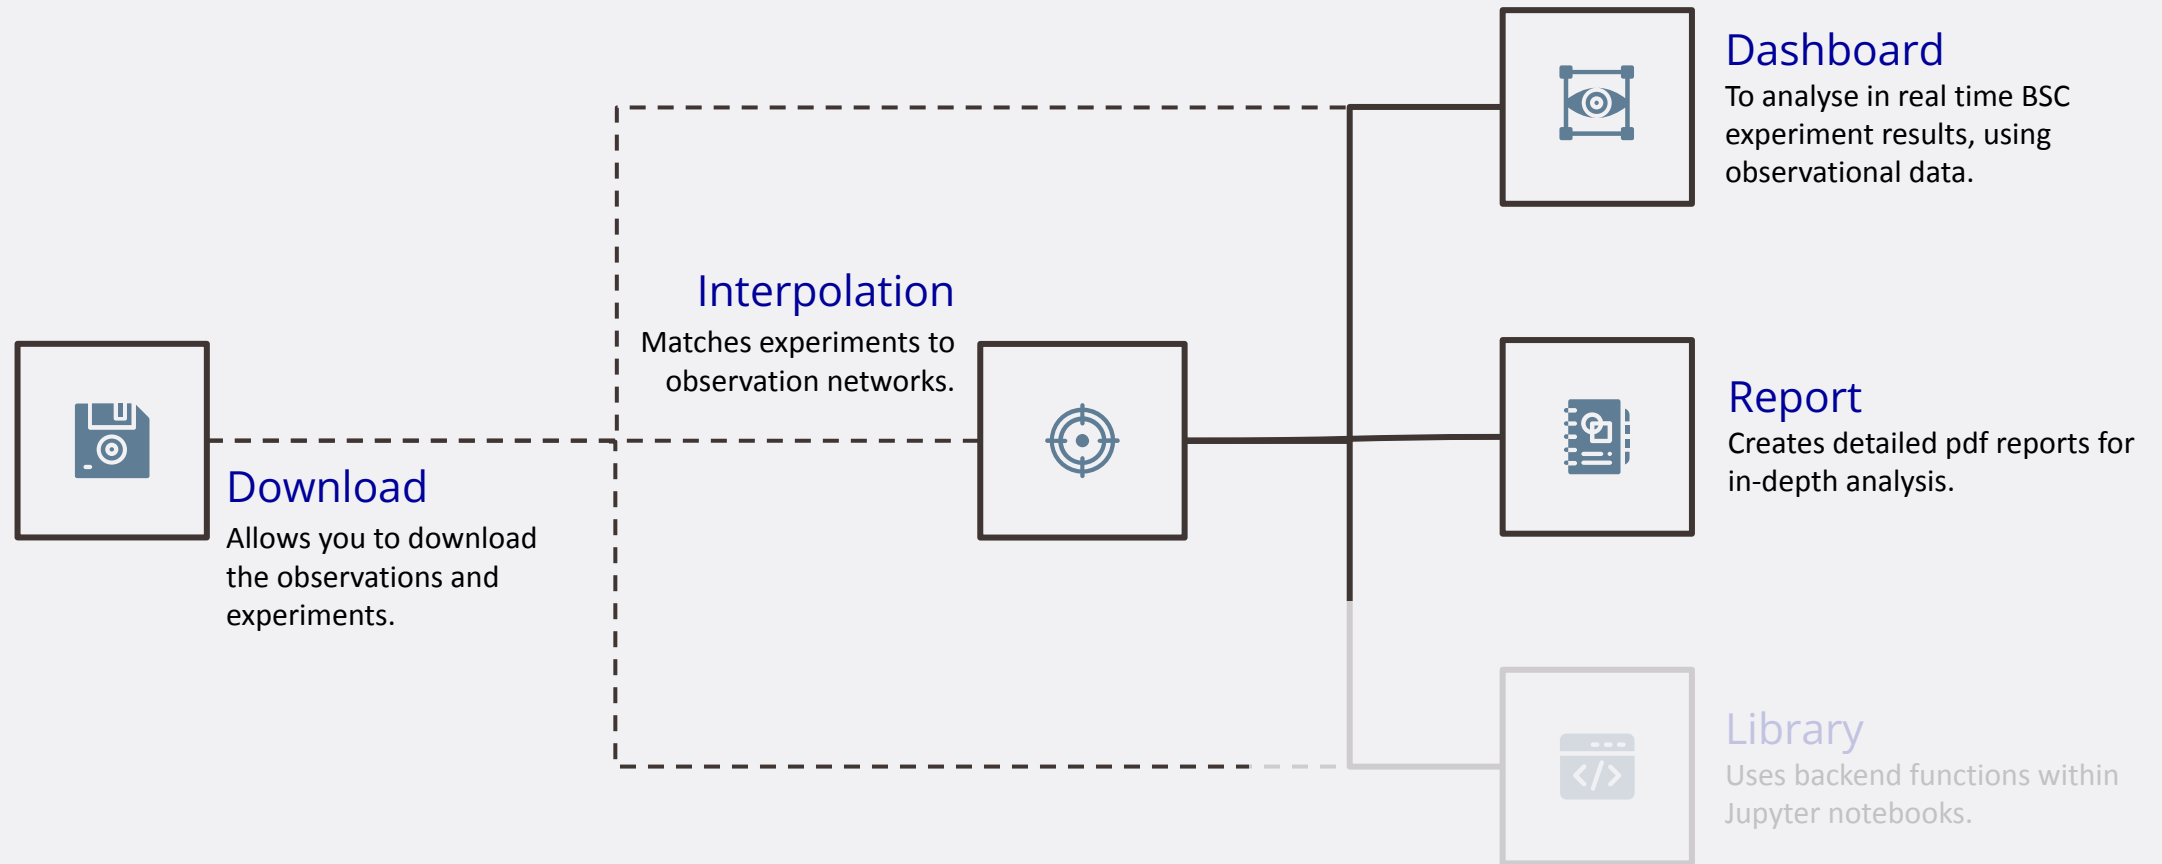 Download
Allows you to download
the observations and
experiments.
Interpolation
Matches experiments to
observation networks.
Dashboard
To analyse in real time BSC
experiment results, using
observational data.
Report
Creates detailed pdf reports for
in-depth analysis.
Library
Uses backend functions within
Jupyter notebooks.